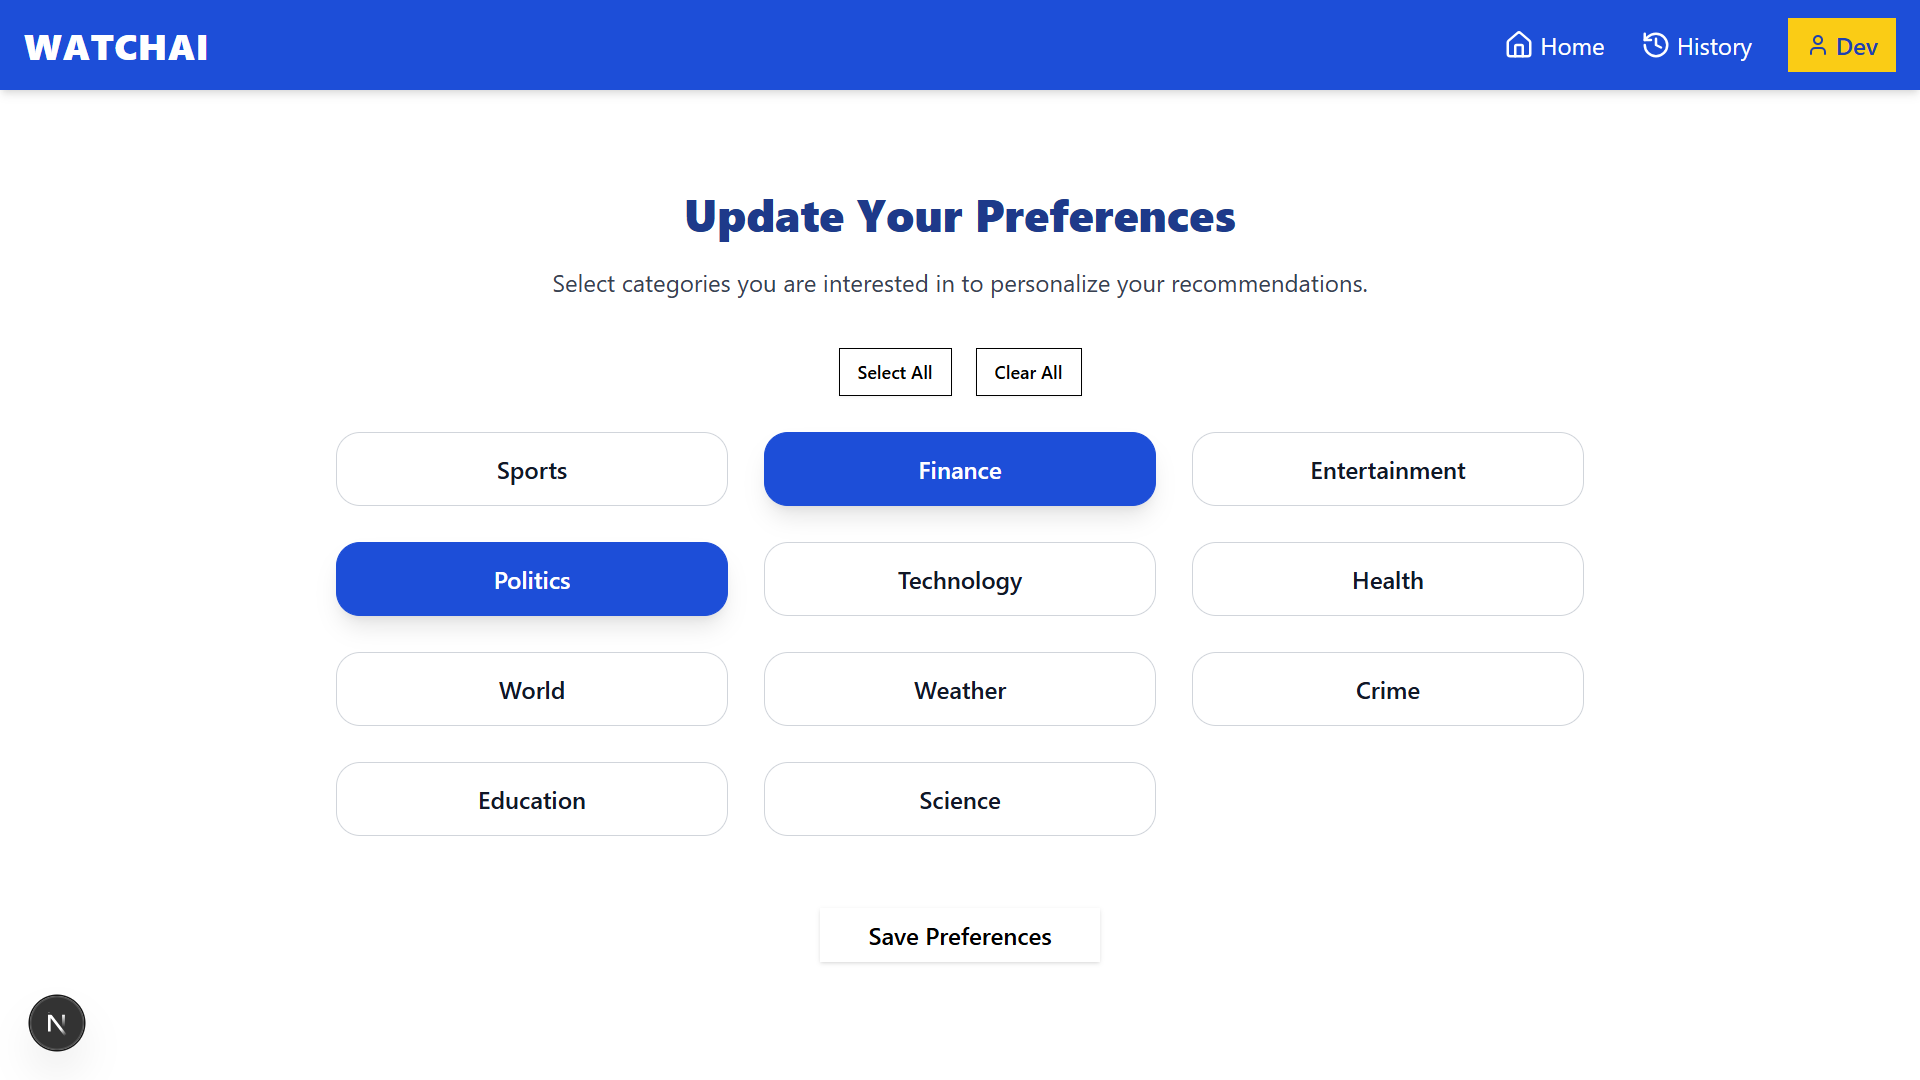 WATCHAI
Home
History
Dev
Update Your Preferences
Select categories you are interested in to personalize your recommendations.
Select All
Clear All
Sports
Finance
Entertainment
Politics
Technology
Health
World
Weather
Crime
Education
Science
Save Preferences
N